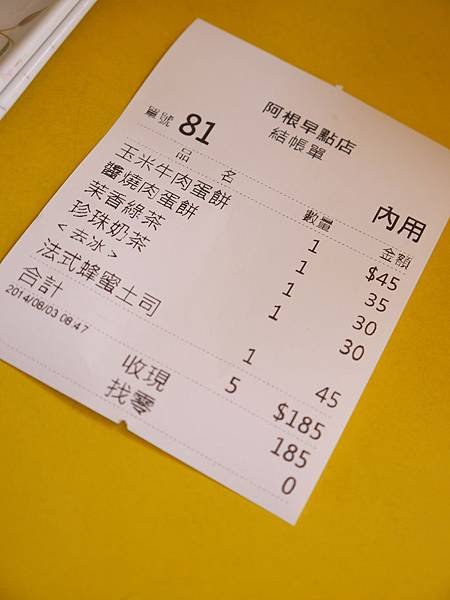 阿根早點店
結帳單
單號 81 內用
品名 數量 金額
玉米牛肉蛋餅 1 $45
醬燒肉蛋餅 1 35
茉香綠茶 1 30
珍珠奶茶 1 30
<去冰>
法式蜂蜜土司 1 45
合計 5 $185
2014/08/03 08:47
收現 185
找零 0